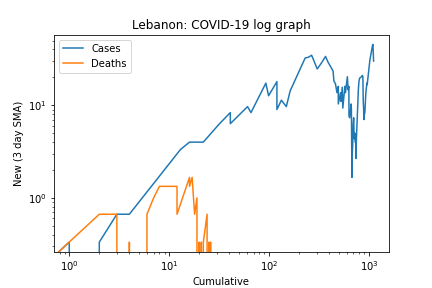 Lebanon: COVID-19 log graph
Cases
Deaths
New (3 day SMA)
10¹
10⁰
10⁰ 10¹ 10² 10³
Cumulative